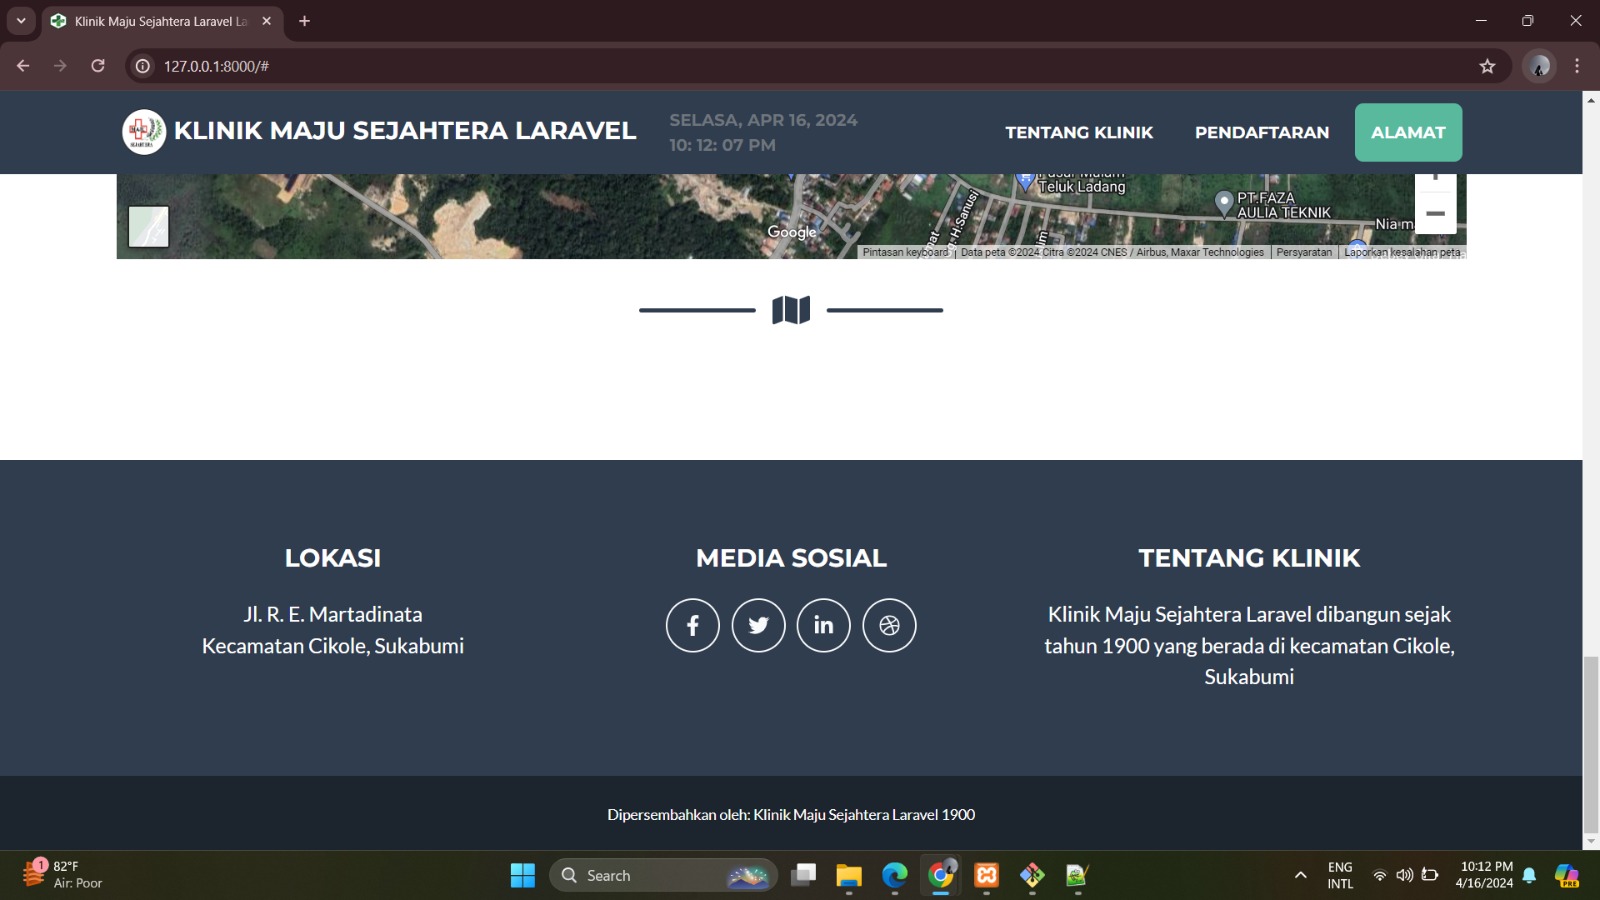 Klinik Maju Sejahtera Laravel La
127.0.0.1:8000/#
KLINIK MAJU SEJAHTERA LARAVEL
SELASA, APR 16, 2024
10: 12: 07 PM
TENTANG KLINIK
PENDAFTARAN
ALAMAT
Teluk Ladang
H.Sanusi
PT.FAZA
AULIA TEKNIK
Nia m
Google
Pintasan keyboard
Data peta ©2024 Citra ©2024 CNES / Airbus, Maxar Technologies
Persyaratan
Laporkan kesalahan peta
LOKASI
Jl. R. E. Martadinata
Kecamatan Cikole, Sukabumi
MEDIA SOSIAL
TENTANG KLINIK
Klinik Maju Sejahtera Laravel dibangun sejak
tahun 1900 yang berada di kecamatan Cikole,
Sukabumi
Dipersembahkan oleh: Klinik Maju Sejahtera Laravel 1900
1
82°F
Air: Poor
Search
ENG
INTL
10:12 PM
4/16/2024
PRE